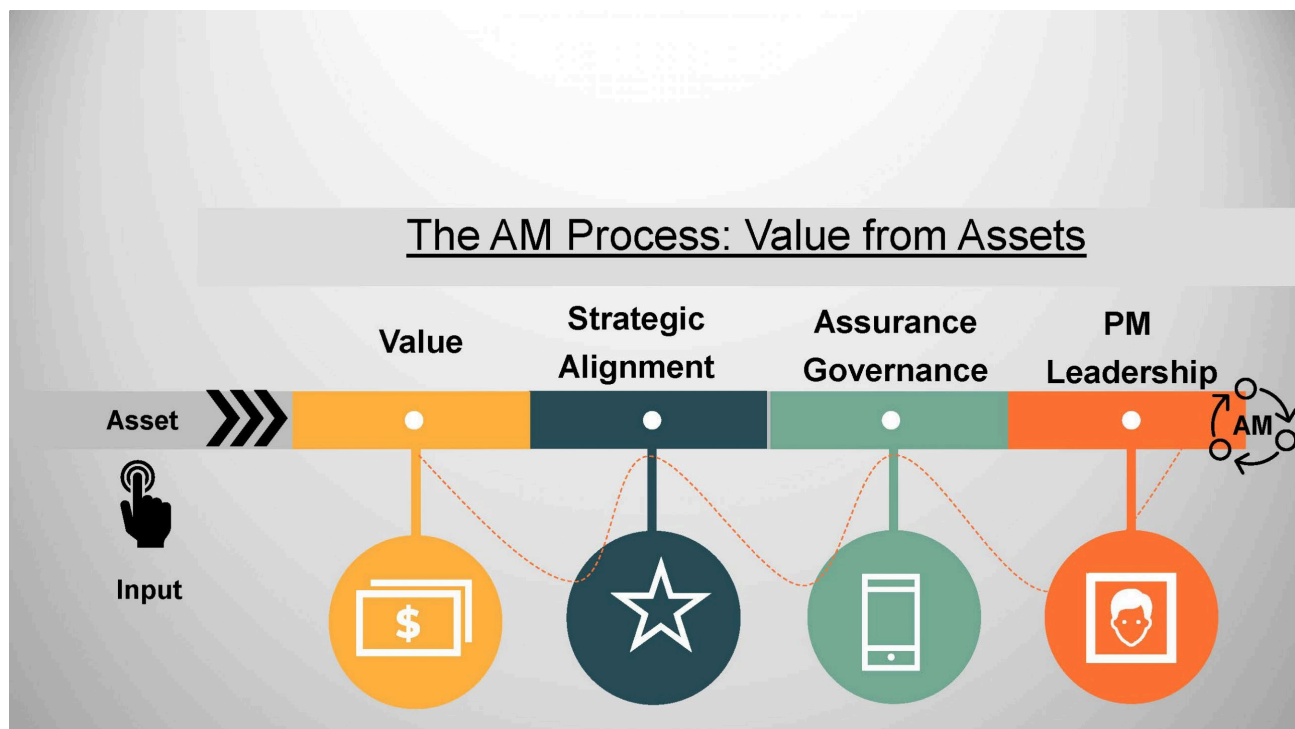 The AM Process: Value from Assets
Value
Strategic
Alignment
Assurance
Governance
PM
Leadership
Asset
AM
Input
$